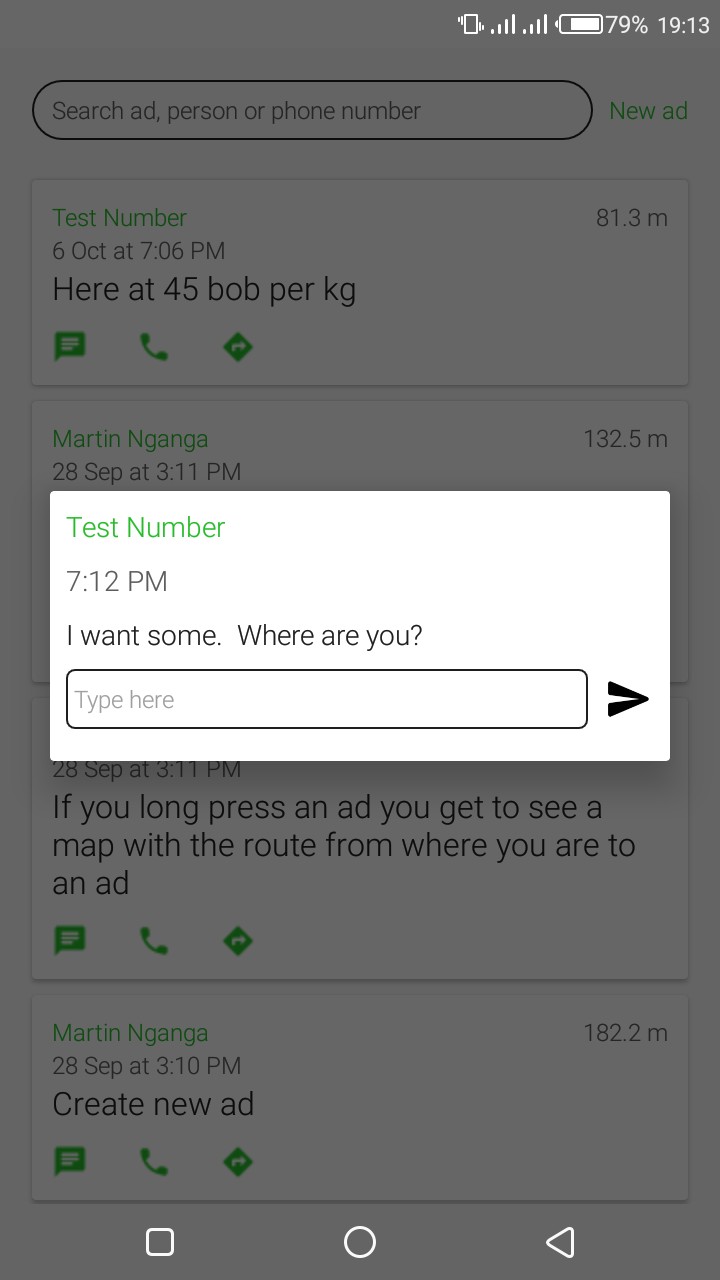 79% 19:13
Search ad, person or phone number New ad
Test Number 81.3 m
6 Oct at 7:06 PM
Here at 45 bob per kg
Martin Nganga 132.5 m
28 Sep at 3:11 PM
Test Number
7:12 PM
I want some.  Where are you?
Type here
28 Sep at 3:11 PM
If you long press an ad you get to see a
map with the route from where you are to
an ad
Martin Nganga 182.2 m
28 Sep at 3:10 PM
Create new ad